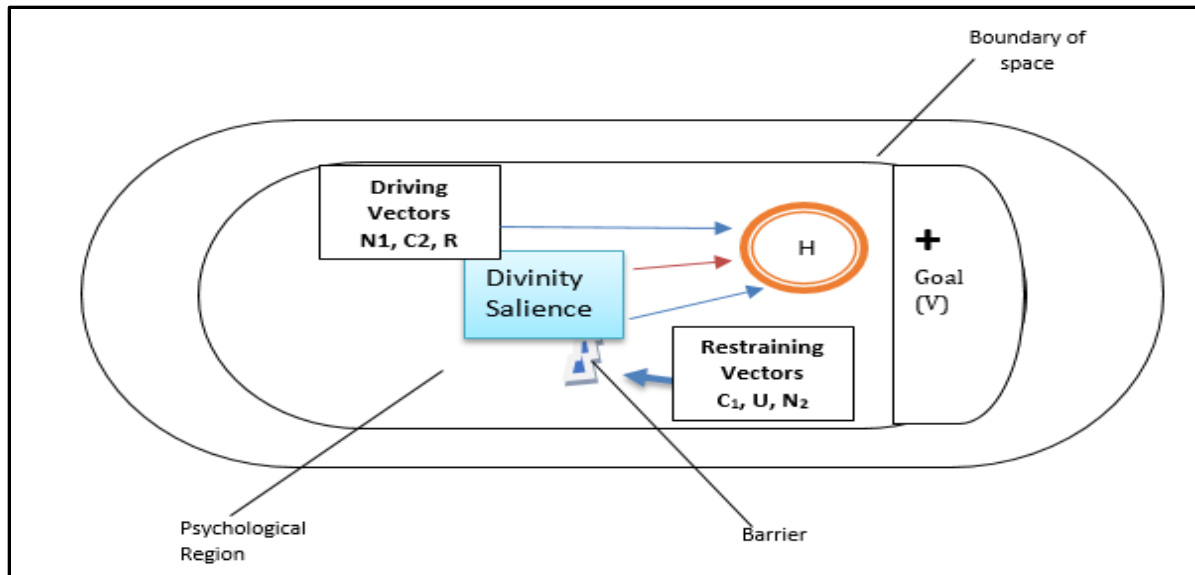 Boundary of
space
Driving
Vectors
N1, C2, R
Divinity
Salience
H
+
Goal
(V)
Restraining
Vectors
C₁, U, N₂
Psychological
Region
Barrier